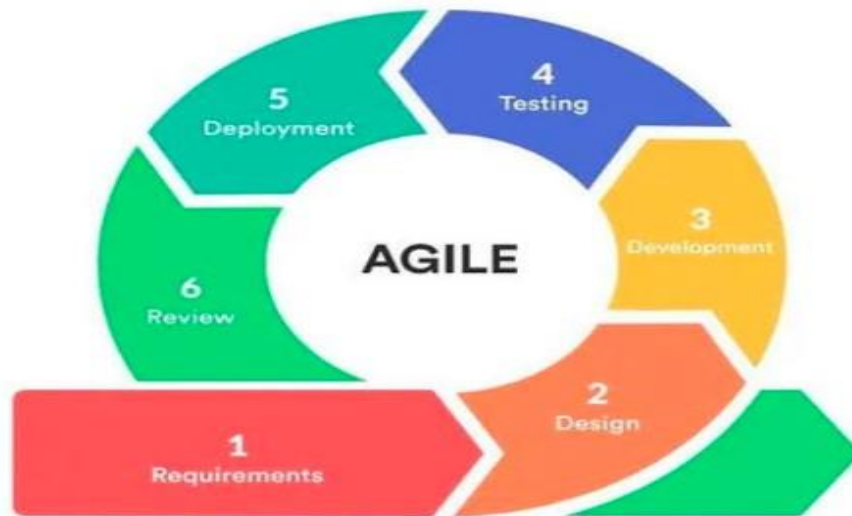 AGILE
1
Requirements
2
Design
3
Development
4
Testing
5
Deployment
6
Review